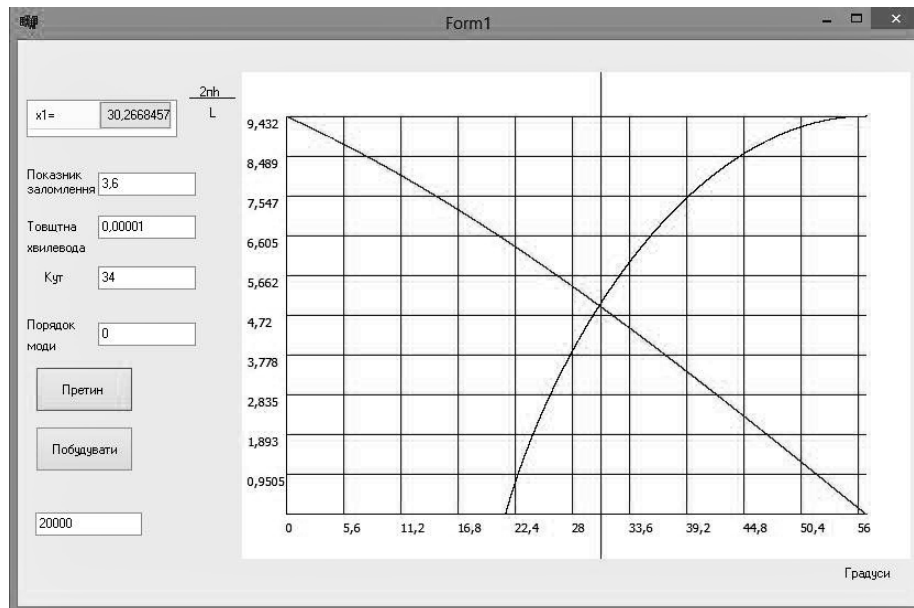 Form1
x1= 30,2668457
2nh
L
Показник
заломлення 3,6
Товщтна 0,00001
хвилевода
Кут 34
Порядок
моди 0
Претин
Побудувати
20000
9,432
8,489
7,547
6,605
5,662
4,72
3,778
2,835
1,893
0,9505
0 5,6 11,2 16,8 22,4 28 33,6 39,2 44,8 50,4 56
Градуси